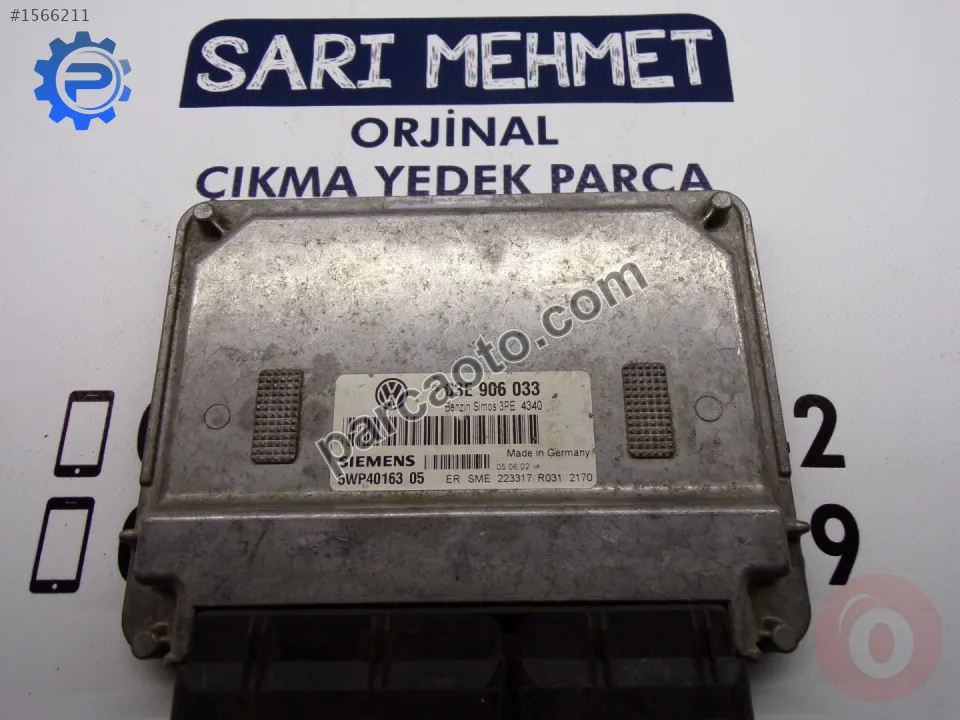 #1566211
SARI MEHMET
ORJİNAL
ÇIKMA YEDEK PARÇA
03E 906 033
Benzin Simos 3PE 4340
Made in Germany
SIEMENS
05.06.02
5WP40163 05
ER SME 223317 R031 2170
parcaoto.com
2
9